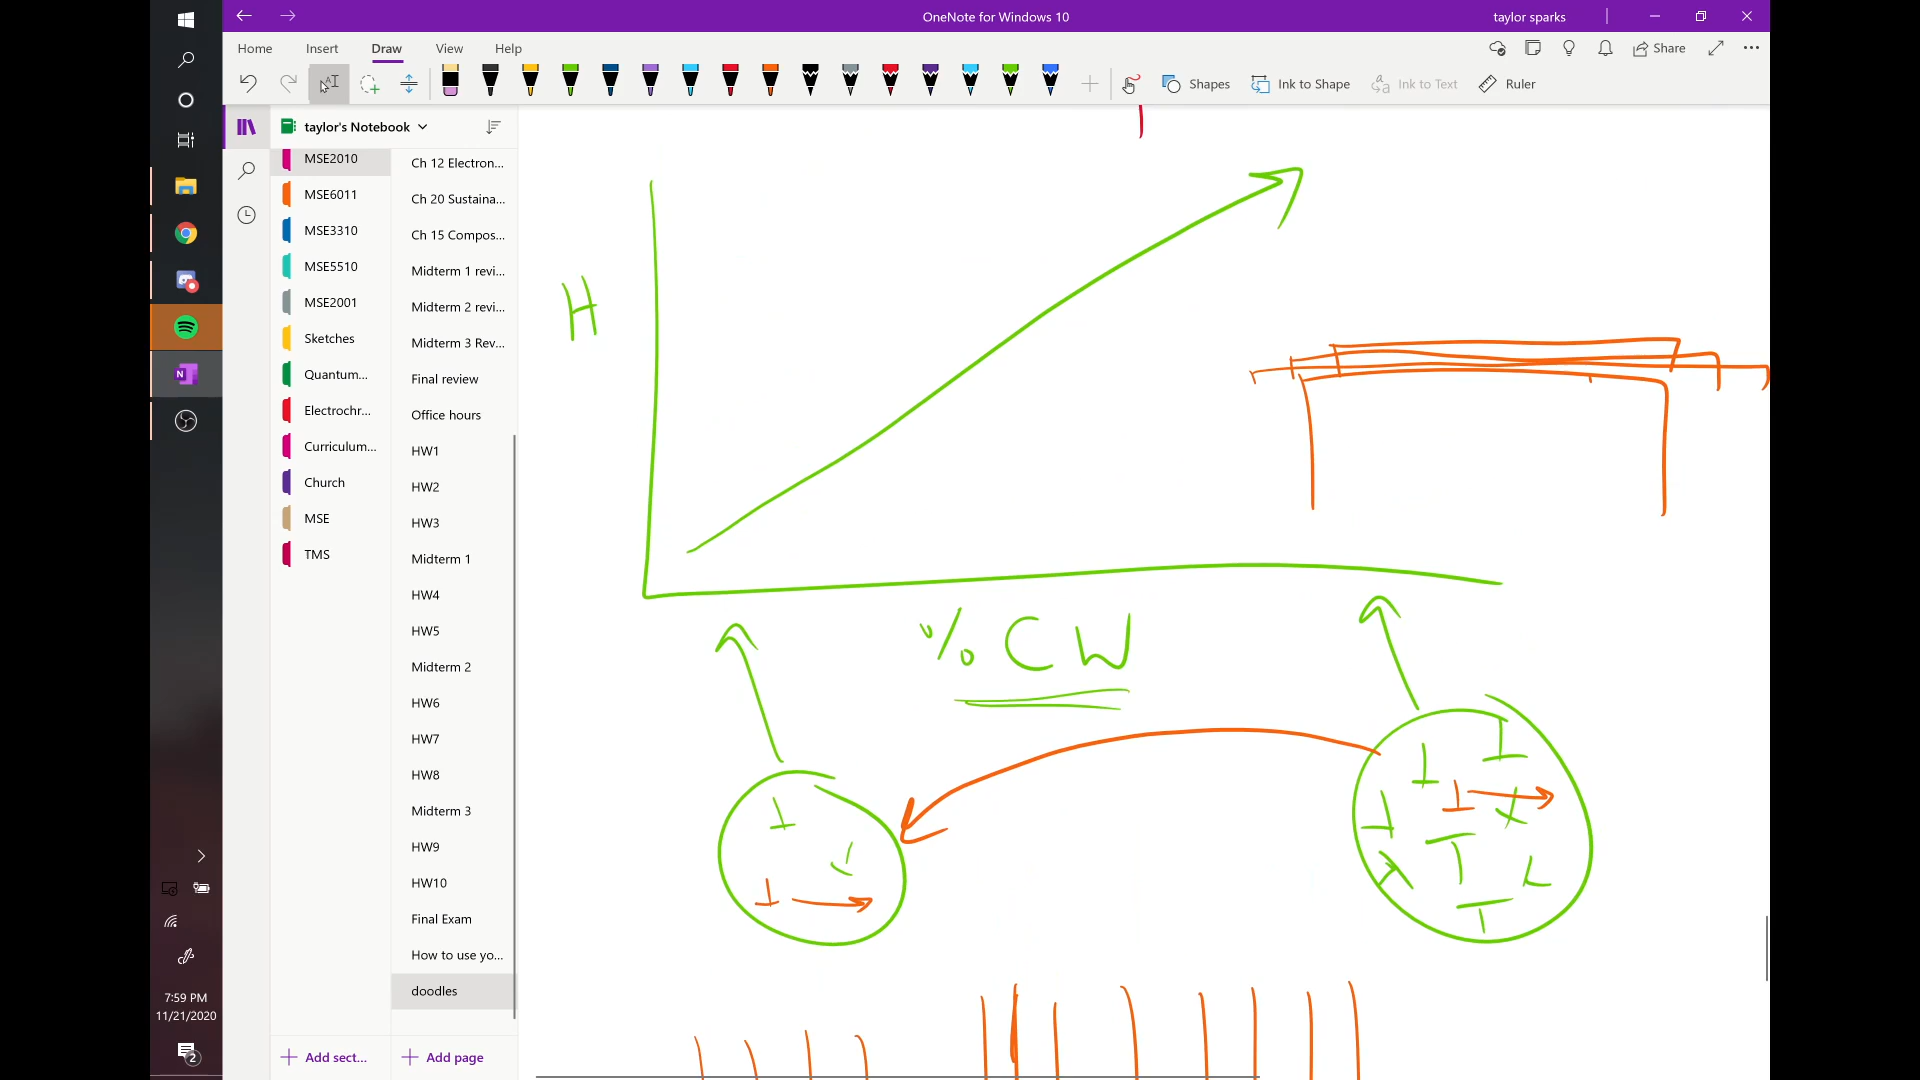 OneNote for Windows 10
taylor sparks
Home Insert Draw View Help
Share
Shapes Ink to Shape Ink to Text Ruler
taylor's Notebook
MSE2010
MSE6011
MSE3310
MSE5510
MSE2001
Sketches
Quantum...
Electrochr...
Curriculum...
Church
MSE
TMS
Add sect...
Ch 12 Electron...
Ch 20 Sustaina...
Ch 15 Compos...
Midterm 1 revi...
Midterm 2 revi...
Midterm 3 Rev...
Final review
Office hours
HW1
HW2
HW3
Midterm 1
HW4
HW5
Midterm 2
HW6
HW7
HW8
Midterm 3
HW9
HW10
Final Exam
How to use yo...
doodles
Add page
H
% CW
7:59 PM
11/21/2020
2